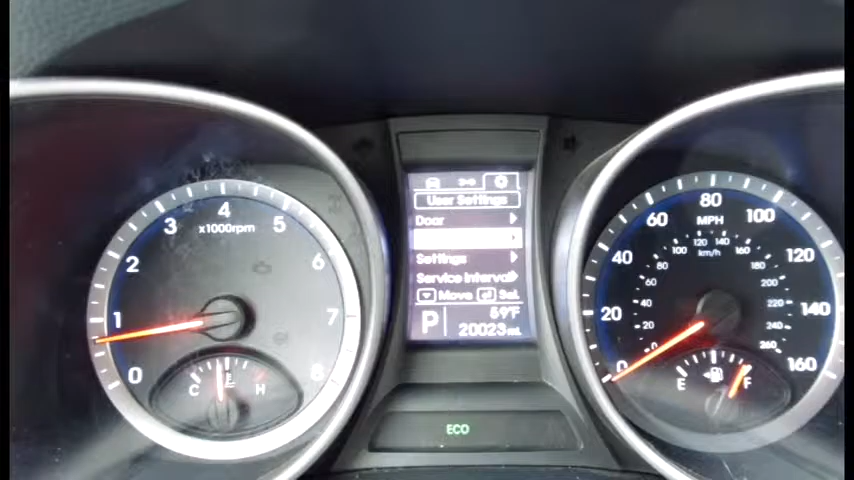 User Settings
Door
Settings
Service Interval
Move Sel.
P
59°F
20023 mi.
0
1
2
3
4
5
6
7
8
x1000rpm
C H
0
20
40
60
80
100
120
140
160
MPH
0
20
40
60
80
100
120
140
160
180
200
220
240
260
km/h
E F
ECO